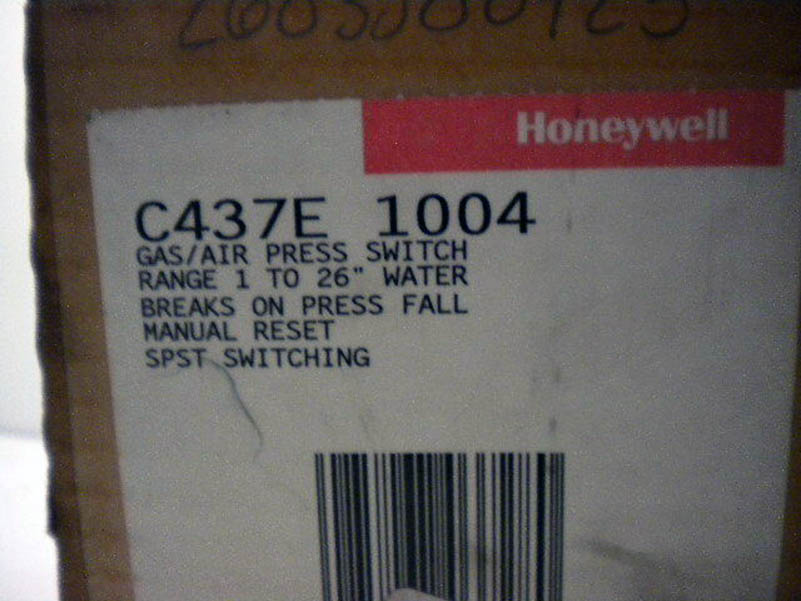 Honeywell
C437E 1004
GAS/AIR PRESS SWITCH
RANGE 1 TO 26" WATER
BREAKS ON PRESS FALL
MANUAL RESET
SPST SWITCHING